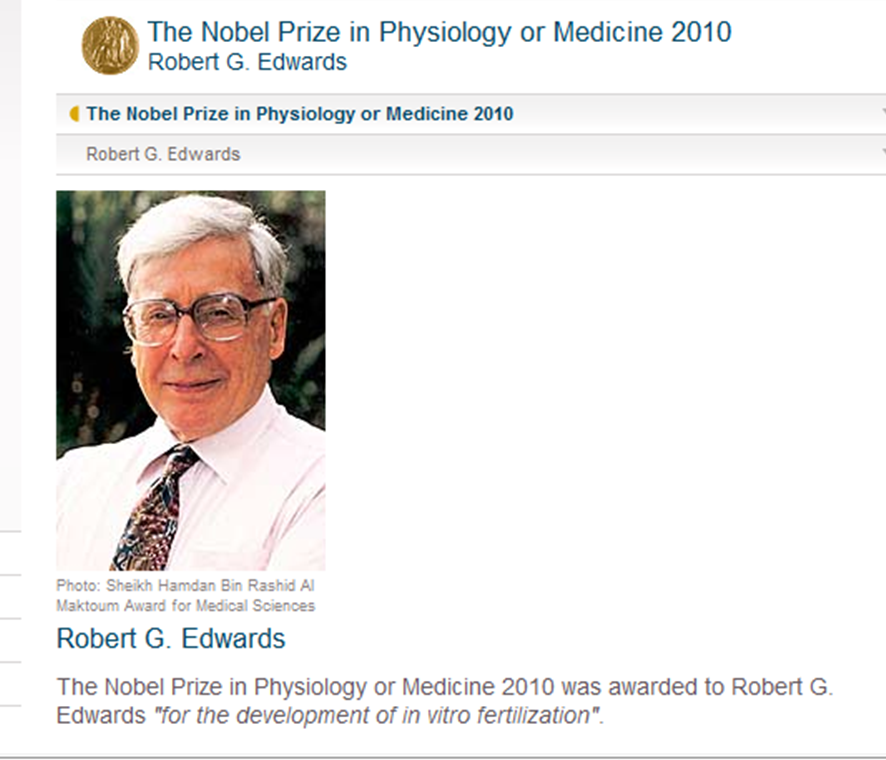 The Nobel Prize in Physiology or Medicine 2010
Robert G. Edwards
The Nobel Prize in Physiology or Medicine 2010
Robert G. Edwards
Photo: Sheikh Hamdan Bin Rashid Al
Maktoum Award for Medical Sciences
Robert G. Edwards
The Nobel Prize in Physiology or Medicine 2010 was awarded to Robert G.
Edwards "for the development of in vitro fertilization".